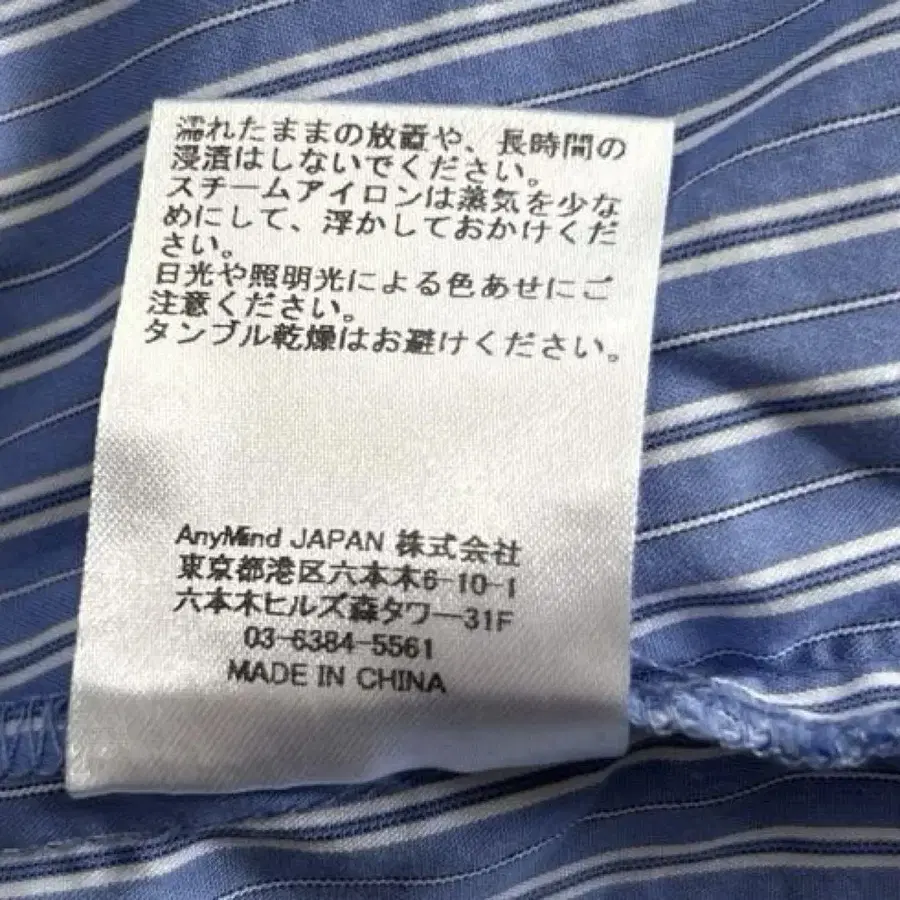 濡れたままの放置や、長時間の
浸漬はしないでください。
スチームアイロンは蒸気を少な
めにして、浮かしておかけくだ
さい。
日光や照明光による色あせにご
注意ください。
タンブル乾燥はお避けください。
AnyMind JAPAN 株式会社
東京都港区六本木6-10-1
六本木ヒルズ森タワー31F
03-6384-5561
MADE IN CHINA